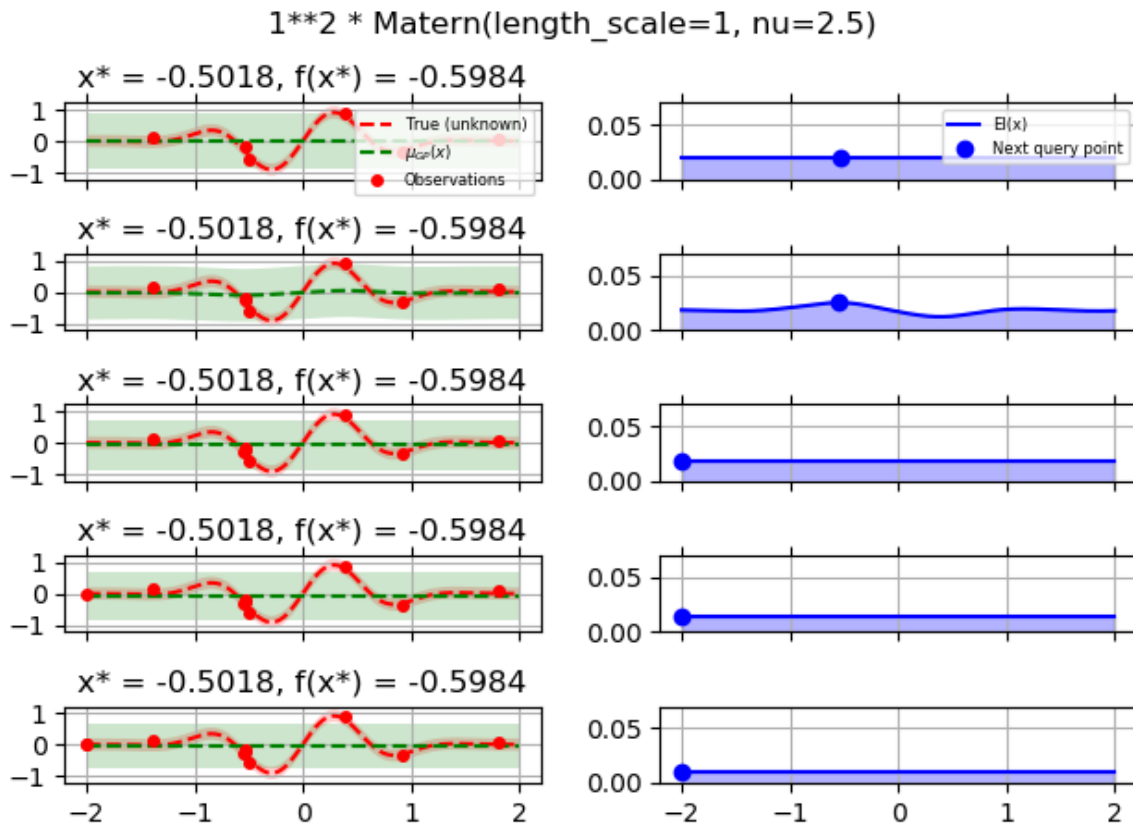 1**2 * Matern(length_scale=1, nu=2.5)
x* = -0.5018, f(x*) = -0.5984
1
0
−1
True (unknown)
μGP(x)
Observations
0.05
0.00
EI(x)
Next query point
x* = -0.5018, f(x*) = -0.5984
1
0
−1
0.05
0.00
x* = -0.5018, f(x*) = -0.5984
1
0
−1
0.05
0.00
x* = -0.5018, f(x*) = -0.5984
1
0
−1
0.05
0.00
x* = -0.5018, f(x*) = -0.5984
1
0
−1
−2 −1 0 1 2
0.05
0.00
−2 −1 0 1 2